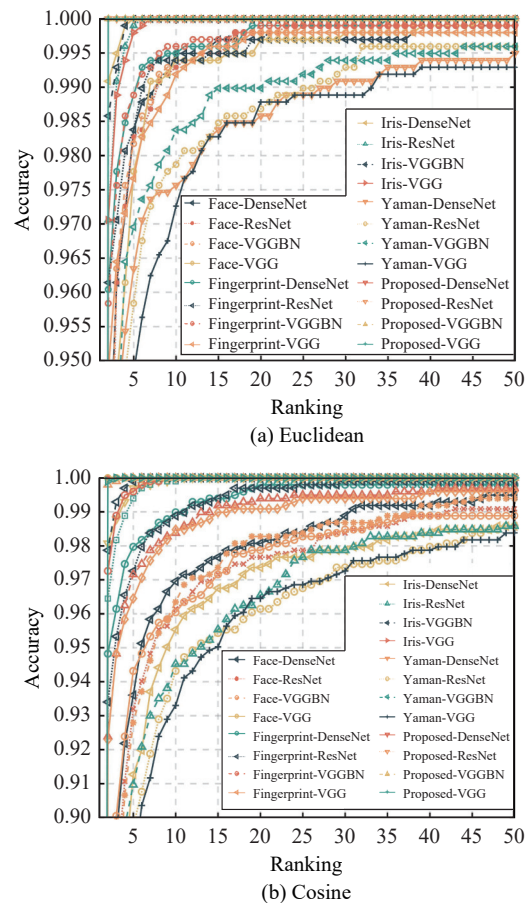 1.000
0.995
0.990
0.985
0.980
0.975
0.970
0.965
0.960
0.955
0.950
Accuracy
Iris-DenseNet
Iris-ResNet
Iris-VGGBN
Iris-VGG
Face-DenseNet
Yaman-DenseNet
Face-ResNet
Yaman-ResNet
Face-VGGBN
Yaman-VGGBN
Face-VGG
Yaman-VGG
Fingerprint-DenseNet
Proposed-DenseNet
Fingerprint-ResNet
Proposed-ResNet
Fingerprint-VGGBN
Proposed-VGGBN
Fingerprint-VGG
Proposed-VGG
5 10 15 20 25 30 35 40 45 50
Ranking
(a) Euclidean
1.00
0.99
0.98
0.97
0.96
0.95
0.94
0.93
0.92
0.91
0.90
Accuracy
Iris-DenseNet
Iris-ResNet
Iris-VGGBN
Iris-VGG
Face-DenseNet
Yaman-DenseNet
Face-ResNet
Yaman-ResNet
Face-VGGBN
Yaman-VGGBN
Face-VGG
Yaman-VGG
Fingerprint-DenseNet
Proposed-DenseNet
Fingerprint-ResNet
Proposed-ResNet
Fingerprint-VGGBN
Proposed-VGGBN
Fingerprint-VGG
Proposed-VGG
5 10 15 20 25 30 35 40 45 50
Ranking
(b) Cosine